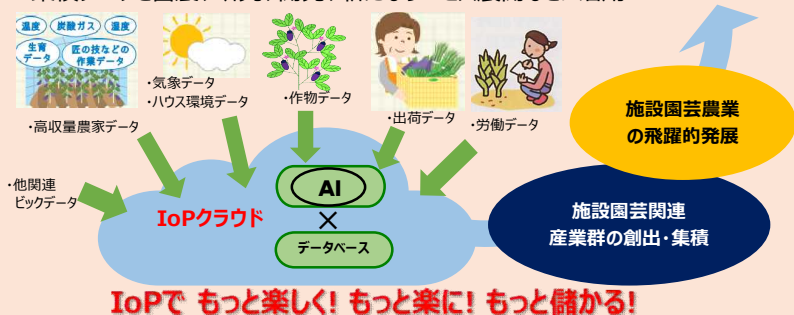 温度
炭酸ガス
湿度
生育
データ
匠の技などの
作業データ
・高収量農家データ
・気象データ
・ハウス環境データ
・作物データ
・出荷データ
・労働データ
・他関連
ビックデータ
IoPクラウド
AI
×
データベース
施設園芸農業
の飛躍的発展
施設園芸関連
産業群の創出・集積
IoPで もっと楽しく! もっと楽に! もっと儲かる!